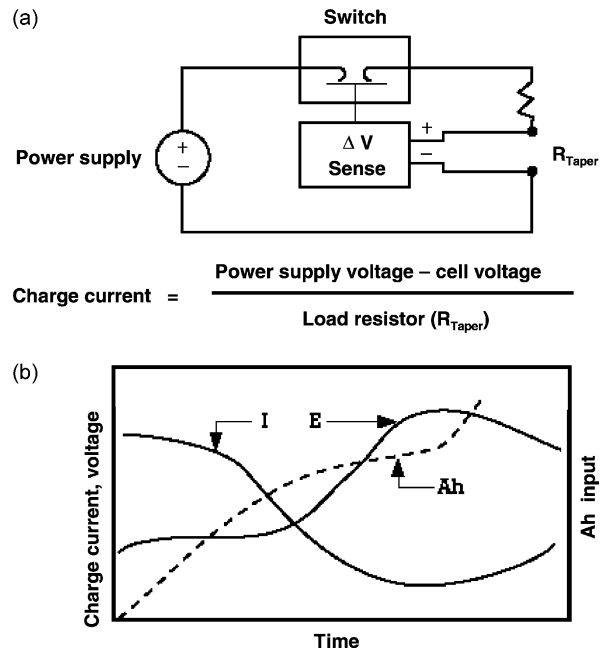 (a)
Switch
Power supply
+
−
Δ V
Sense
+
−
R_Taper
Charge current = Power supply voltage – cell voltage
Load resistor (R_Taper)
(b)
I E
Ah
Charge current, voltage
Ah input
Time